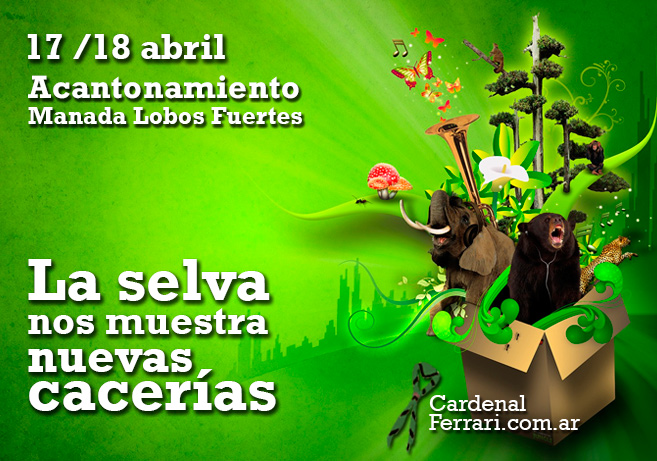 17 /18 abril
Acantonamiento
Manada Lobos Fuertes
La selva
nos muestra
nuevas
cacerías
Cardenal
Ferrari.com.ar